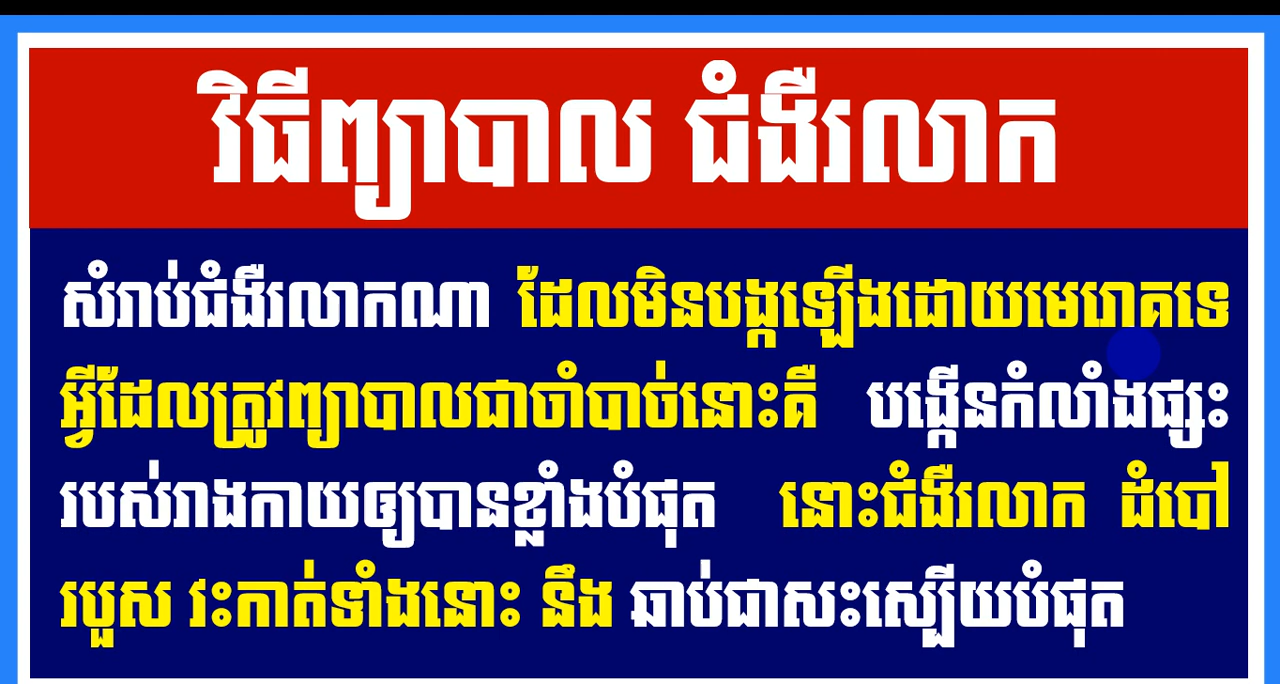 វិធីព្យាបាល ជំងឺរលាក
សំរាប់ជំងឺរលាកណា ដែលមិនបង្កឡើងដោយមេរោគទេ
អ្វីដែលត្រូវព្យាបាលជាចាំបាច់នោះគឺ បង្កើនកំលាំងផ្សះ
របស់រាងកាយឲ្យបានខ្លាំងបំផុត នោះជំងឺរលាក ដំបៅ
របួស វះកាត់ទាំងនោះ នឹង ឆាប់ជាសះស្បើយបំផុត